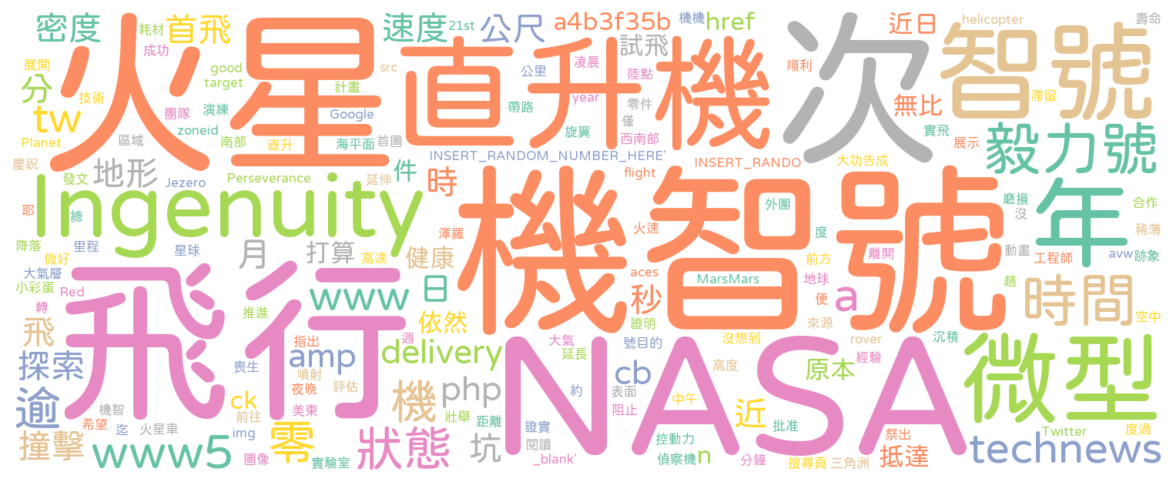 密度
耗材
首飛
速度
21st
公尺
a4b3f35b
機機
href
近日
helicopter
壽命
火星
直升機
次
智號
成功
展開
good
target
分
技術
計畫
src
試飛
凌晨
公里
陸點
順利
滯留
tw
團隊
演練
Google
帶路
year
零件
僅
無比
Planet
zoneid
區域
南部
直升
海平面
首圖
旋翼
西南部
實飛
展示
毅力號
慶祝
地形
INSERT_RANDOM_NUMBER_HERE'
INSERT_RANDO
大功告成
flight
發文
Jezero
Perseverance
延伸
件
時
Ingenuity
機智號
外圍
磨損
沒
年
合作
稀薄
耶
總
澤羅
火速
度
離開
動畫
工程師
降落
里程
做好
星球
高速
月
打算
健康
前方
avw
跡象
大氣層
小彩蛋
aces
MarsMars
地球
趟
Red
www
日
秒
便
a
時間
轉
推進
依然
證明
來源
空中
飛
飛行
指出
週
大氣
號目的
沒想到
rover
沉積
探索
喪生
amp
delivery
延長
NASA
高度
原本
經驗
微型
噴射
cb
表面
逾
機智
ck
夜晚
評估
機
php
阻止
中午
近
批准
前往
美東
壯舉
距離
約
希望
迄
火星車
零
證實
祭出
Twitter
度過
撞擊
img
狀態
坑
閱讀
控動力
technews
www5
圖像
實驗室
_blank'
偵察機
n
分鐘
搜尋頁
三角洲
抵達